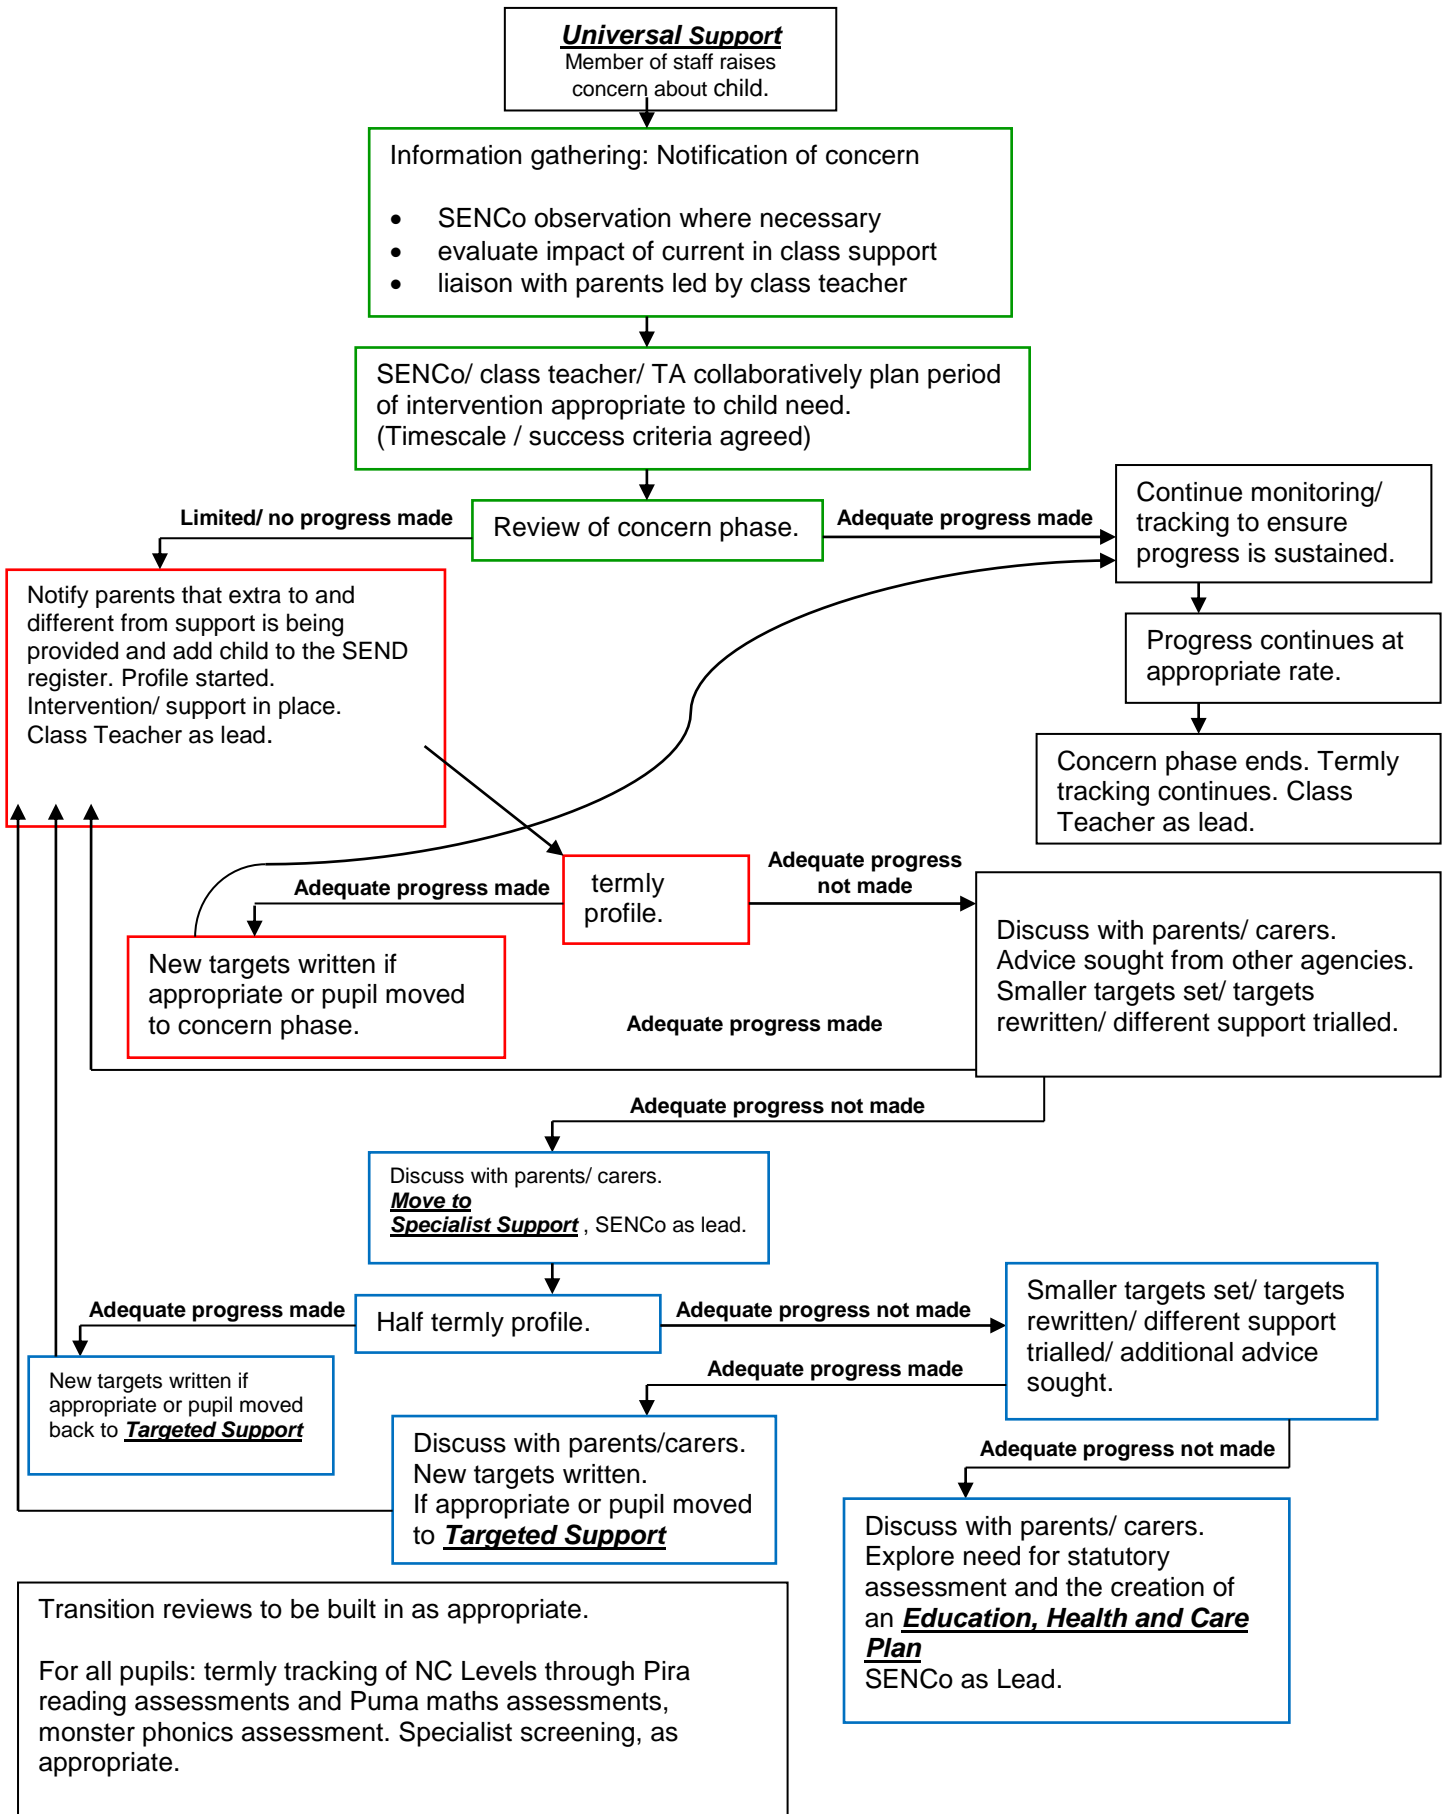 Universal Support
Member of staff raises
concern about child.
Information gathering: Notification of concern
• SENCo observation where necessary
• evaluate impact of current in class support
• liaison with parents led by class teacher
SENCo/ class teacher/ TA collaboratively plan period
of intervention appropriate to child need.
(Timescale / success criteria agreed)
Limited/ no progress made
Review of concern phase.
Adequate progress made
Continue monitoring/
tracking to ensure
progress is sustained.
Notify parents that extra to and
different from support is being
provided and add child to the SEND
register. Profile started.
Intervention/ support in place.
Class Teacher as lead.
Progress continues at
appropriate rate.
Concern phase ends. Termly
tracking continues. Class
Teacher as lead.
Adequate progress made
termly
profile.
Adequate progress
not made
New targets written if
appropriate or pupil moved
to concern phase.
Discuss with parents/ carers.
Advice sought from other agencies.
Smaller targets set/ targets
rewritten/ different support trialled.
Adequate progress made
Adequate progress not made
Discuss with parents/ carers.
Move to
Specialist Support , SENCo as lead.
Adequate progress made
Half termly profile.
Adequate progress not made
Smaller targets set/ targets
rewritten/ different support
trialled/ additional advice
sought.
New targets written if
appropriate or pupil moved
back to Targeted Support
Adequate progress made
Discuss with parents/carers.
New targets written.
If appropriate or pupil moved
to Targeted Support
Adequate progress not made
Discuss with parents/ carers.
Explore need for statutory
assessment and the creation of
an Education, Health and Care
Plan
SENCo as Lead.
Transition reviews to be built in as appropriate.
For all pupils: termly tracking of NC Levels through Pira
reading assessments and Puma maths assessments,
monster phonics assessment. Specialist screening, as
appropriate.